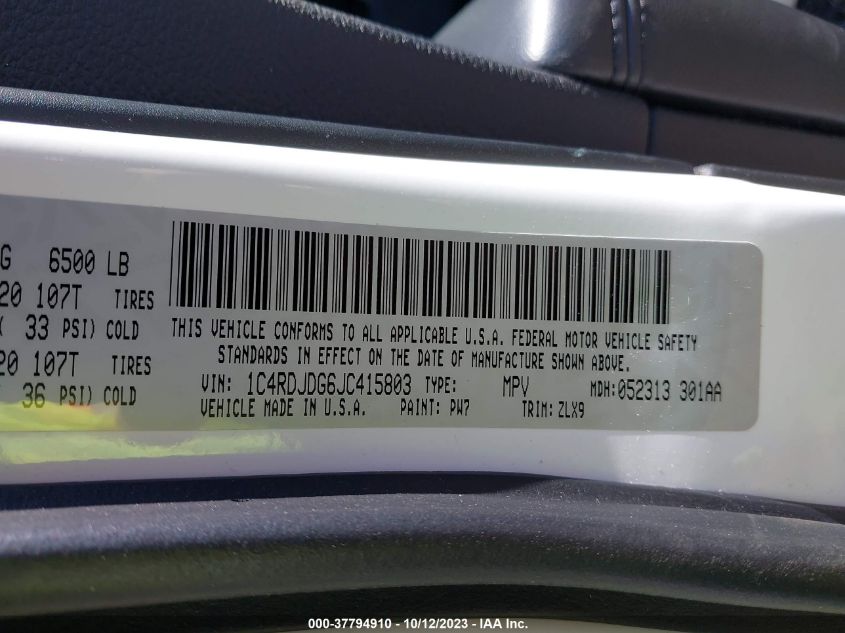 G 6500 LB
20 107T TIRES
( 33 PSI) COLD
20 107T TIRES
36 PSI) COLD
THIS VEHICLE CONFORMS TO ALL APPLICABLE U.S.A. FEDERAL MOTOR VEHICLE SAFETY
STANDARDS IN EFFECT ON THE DATE OF MANUFACTURE SHOWN ABOVE.
VIN: 1C4RDJDG6JC415803 TYPE: MPV MDH:052313 301AA
VEHICLE MADE IN U.S.A. PAINT: PW7 TRIM: ZLX9
000-37794910 - 10/12/2023 - IAA Inc.